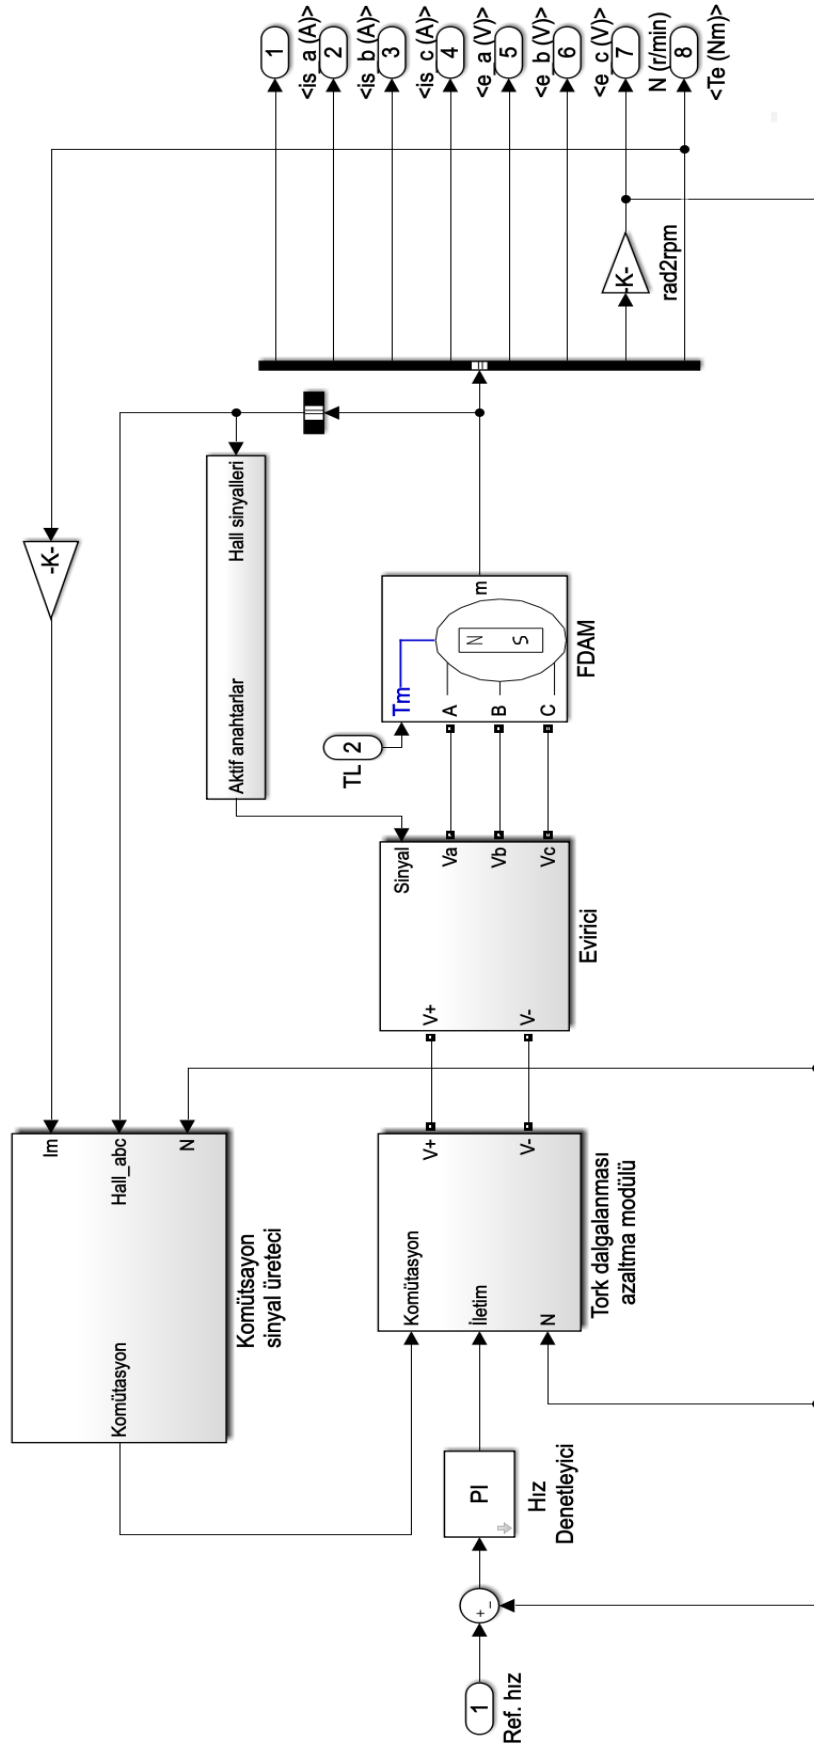 1
Ref. hız
+
−
PI
Hız
Denetleyici
Komütasyon
Im
Hall_abc
N
Komütsayon
sinyal üreteci
Komütasyon
İletim
N
V+
V-
Tork dalgalanması
azaltma modülü
V+
V-
Sinyal
Va
Vb
Vc
Evirici
Aktif anahtarlar
Hall sinyalleri
-K-
2
TL
Tm
A
B
C
m
N
S
FDAM
-K-
rad2rpm
1
<is_a (A)>
2
<is_b (A)>
3
<is_c (A)>
4
<e_a (V)>
5
<e_b (V)>
6
<e_c (V)>
7
N (r/min)
8
<Te (Nm)>